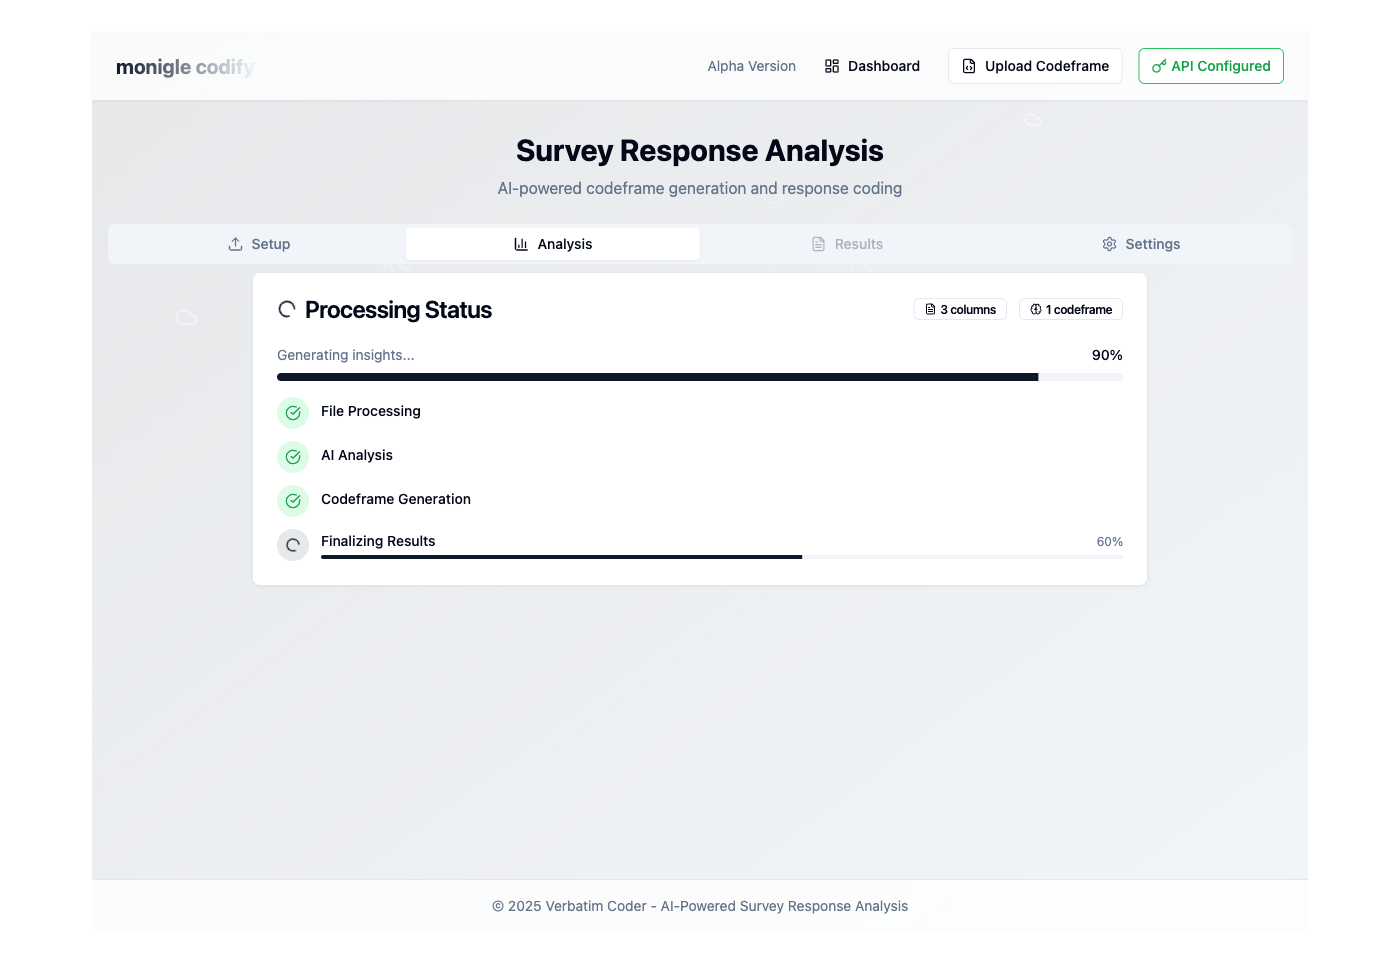 monigle codify
Alpha Version
Dashboard
Upload Codeframe
API Configured
Survey Response Analysis
AI-powered codeframe generation and response coding
Setup
Analysis
Results
Settings
Processing Status
3 columns
1 codeframe
Generating insights...
90%
File Processing
AI Analysis
Codeframe Generation
Finalizing Results
60%
© 2025 Verbatim Coder - AI-Powered Survey Response Analysis